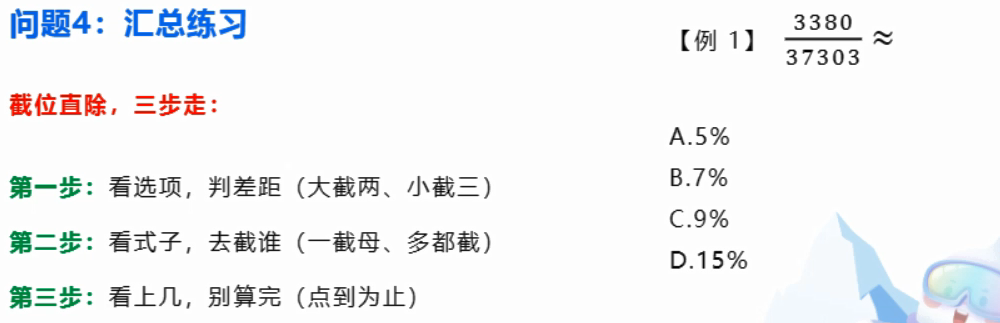 问题4：汇总练习
截位直除，三步走：
第一步：看选项，判差距（大截两、小截三）
第二步：看式子，去截谁（一截母、多都截）
第三步：看上几，别算完（点到为止）
【例 1】 3380/37303 ≈
A.5%
B.7%
C.9%
D.15%